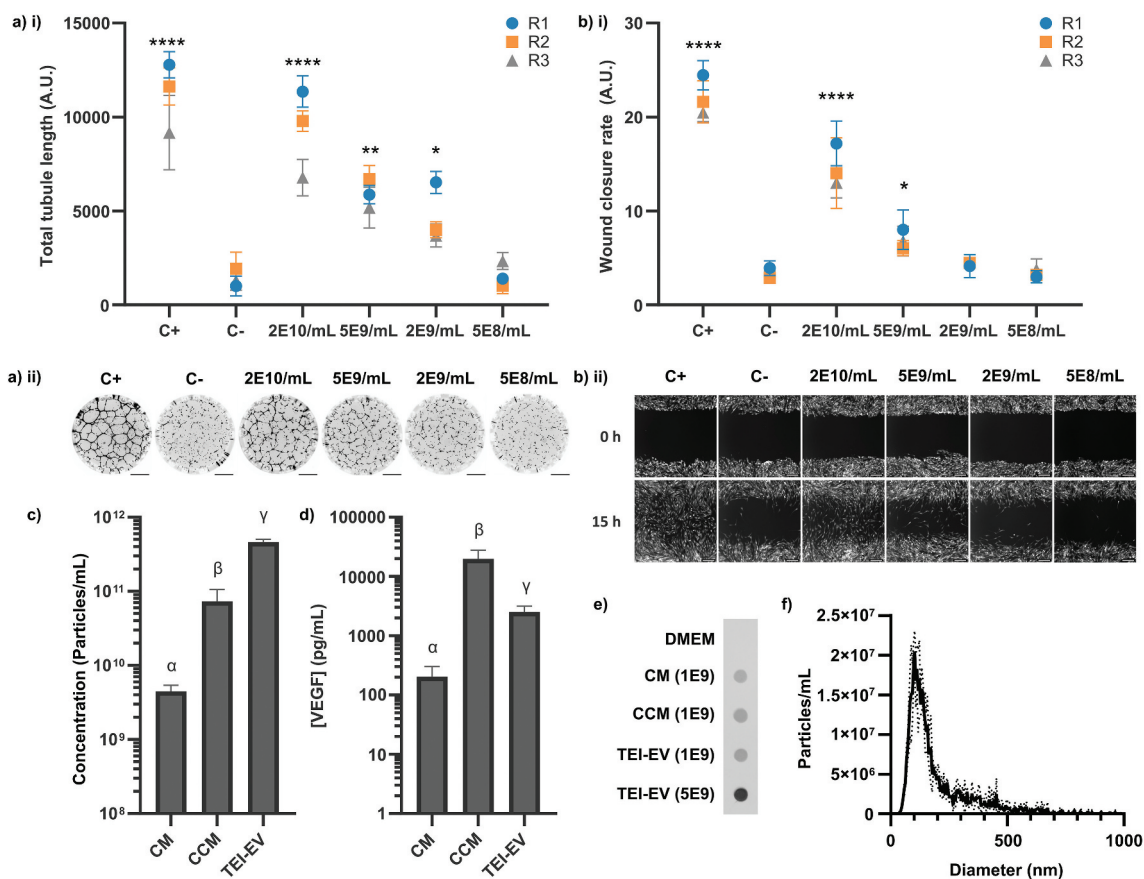 a) i)
15000
10000
5000
0
Total tubule length (A.U.)
R1
R2
R3
****
****
**
*
C+ C- 2E10/mL 5E9/mL 2E9/mL 5E8/mL
b) i)
30
20
10
0
Wound closure rate (A.U.)
R1
R2
R3
****
****
*
C+ C- 2E10/mL 5E9/mL 2E9/mL 5E8/mL
a) ii)
C+ C- 2E10/mL 5E9/mL 2E9/mL 5E8/mL
b) ii)
C+ C- 2E10/mL 5E9/mL 2E9/mL 5E8/mL
0 h
15 h
c)
10¹²
10¹¹
10¹⁰
10⁹
10⁸
Concentration (Particles/mL)
α
β
γ
CM CCM TEI-EV
d)
100000
10000
1000
100
10
1
[VEGF] (pg/mL)
α
β
γ
CM CCM TEI-EV
e)
DMEM
CM (1E9)
CCM (1E9)
TEI-EV (1E9)
TEI-EV (5E9)
f)
2.5×10⁷
2.0×10⁷
1.5×10⁷
1.0×10⁷
5.0×10⁶
0
Particles/mL
0 500 1000
Diameter (nm)